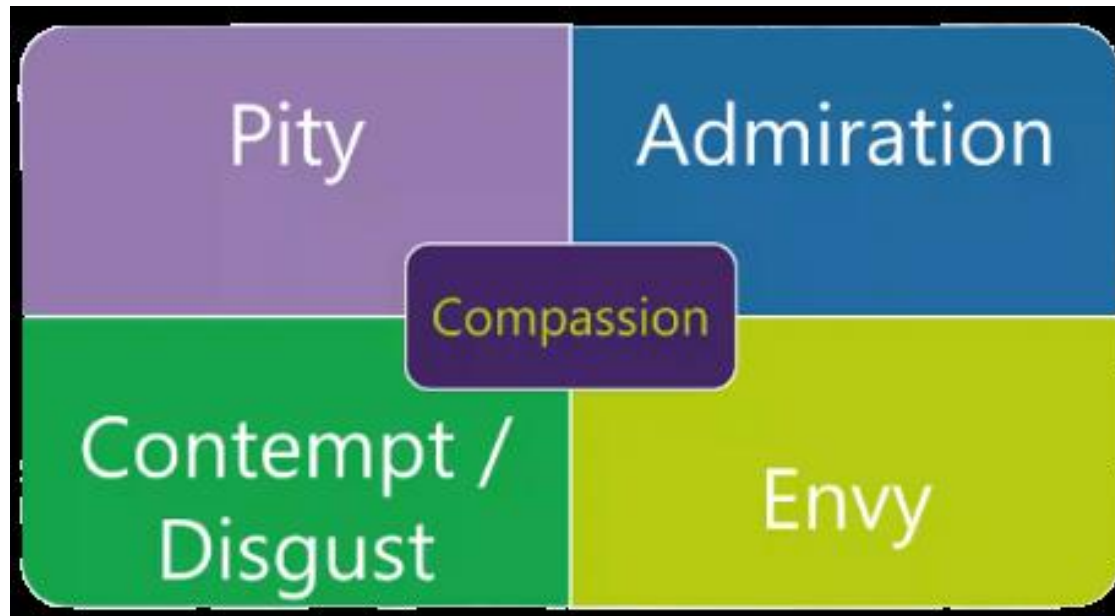 Pity
Admiration
Compassion
Contempt /
Disgust
Envy